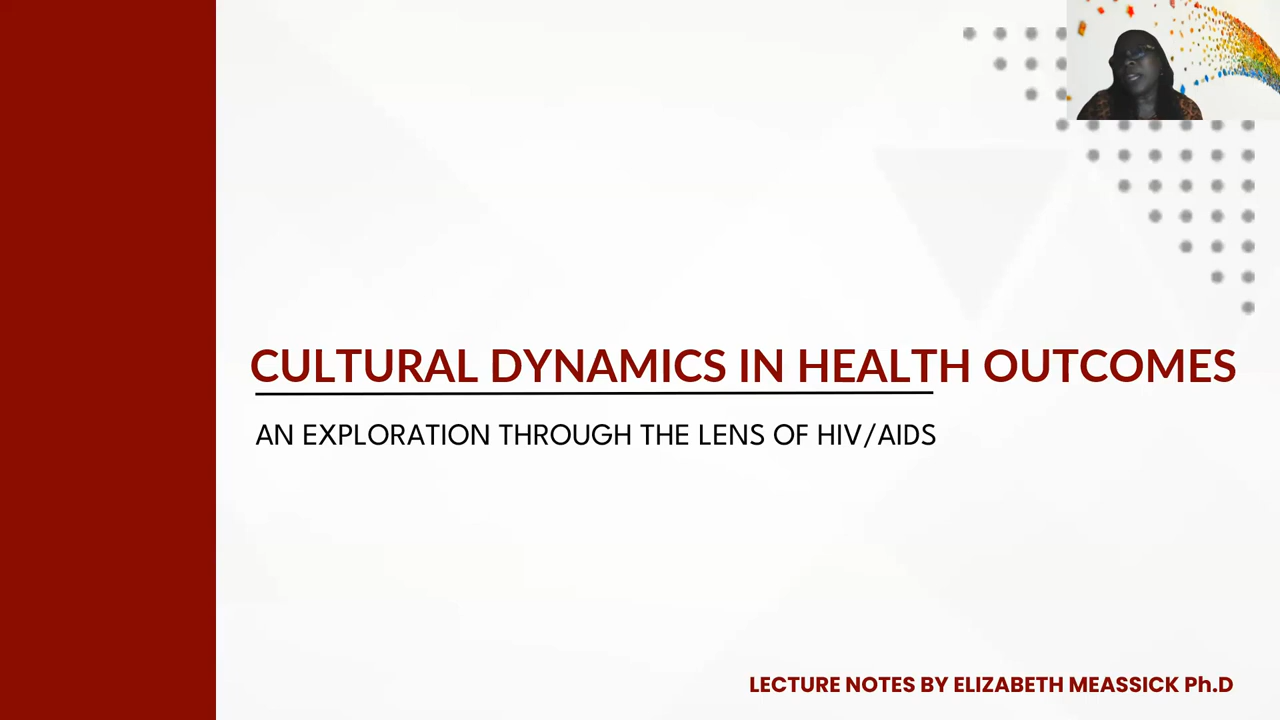 CULTURAL DYNAMICS IN HEALTH OUTCOMES
AN EXPLORATION THROUGH THE LENS OF HIV/AIDS
LECTURE NOTES BY ELIZABETH MEASSICK Ph.D